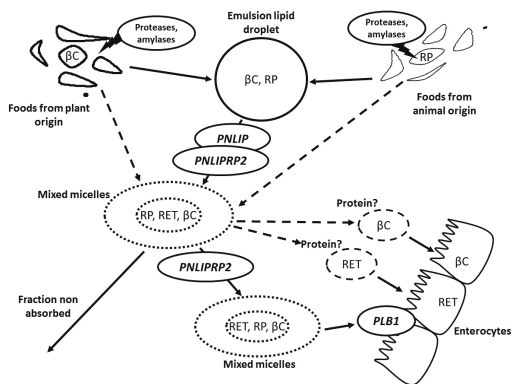 Proteases,
amylases
Emulsion lipid
droplet
Proteases,
amylases
βC
βC, RP
RP
Foods from plant
origin
Foods from
animal origin
PNLIP
PNLIPRP2
Mixed micelles
RP, RET, βC
Protein?
βC
Protein?
RET
βC
PNLIPRP2
RET
Fraction non
absorbed
RET, RP, βC
PLB1
Enterocytes
Mixed micelles